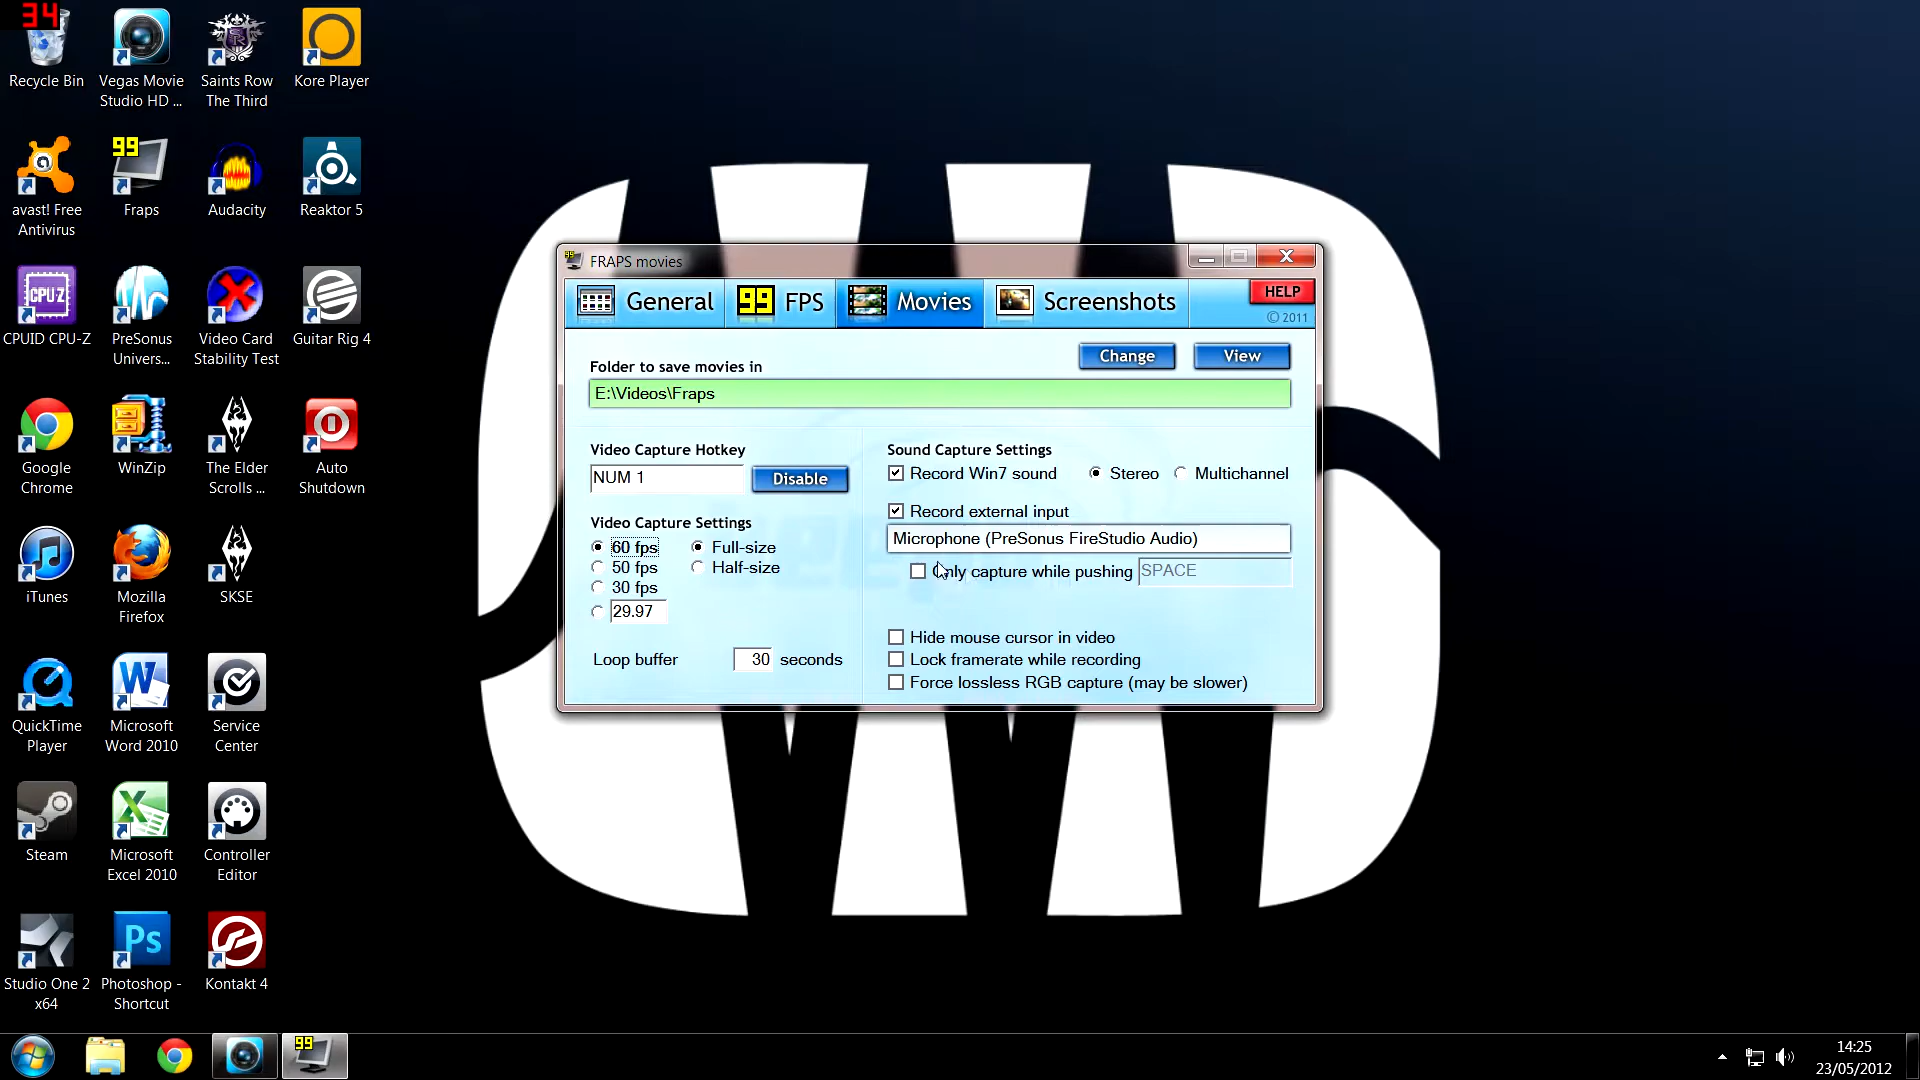 34
Recycle Bin
Vegas Movie
Studio HD ...
Saints Row
The Third
Kore Player
avast! Free
Antivirus
99
Fraps
Audacity
Reaktor 5
CPU-Z
CPUID CPU-Z
PreSonus
Univers...
Video Card
Stability Test
Guitar Rig 4
Google
Chrome
WinZip
The Elder
Scrolls ...
Auto
Shutdown
iTunes
Mozilla
Firefox
SKSE
QuickTime
Player
W
Microsoft
Word 2010
Service
Center
Steam
Microsoft
Excel 2010
Controller
Editor
Studio One 2
x64
Ps
Photoshop -
Shortcut
Kontakt 4
99 FRAPS movies
General
99 FPS
Movies
Screenshots
HELP
© 2011
Folder to save movies in
Change
View
E:\Videos\Fraps
Video Capture Hotkey
NUM 1
Disable
Video Capture Settings
60 fps
Full-size
50 fps
Half-size
30 fps
29.97
Loop buffer 30 seconds
Sound Capture Settings
Record Win7 sound
Stereo
Multichannel
Record external input
Microphone (PreSonus FireStudio Audio)
Only capture while pushing SPACE
Hide mouse cursor in video
Lock framerate while recording
Force lossless RGB capture (may be slower)
99
14:25
23/05/2012